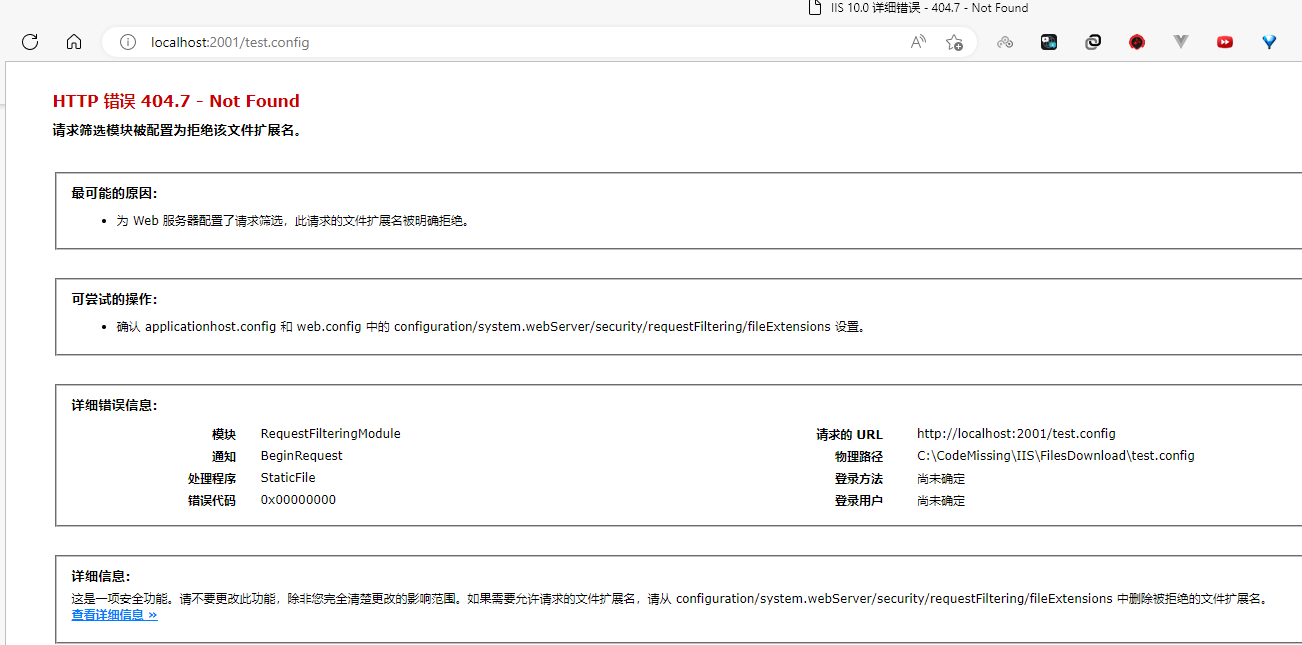 IIS 10.0 详细错误 - 404.7 - Not Found
localhost:2001/test.config
HTTP 错误 404.7 - Not Found
请求筛选模块被配置为拒绝该文件扩展名。
最可能的原因:
• 为 Web 服务器配置了请求筛选，此请求的文件扩展名被明确拒绝。
可尝试的操作:
• 确认 applicationhost.config 和 web.config 中的 configuration/system.webServer/security/requestFiltering/fileExtensions 设置。
详细错误信息:
模块 RequestFilteringModule 请求的 URL http://localhost:2001/test.config
通知 BeginRequest 物理路径 C:\CodeMissing\IIS\FilesDownload\test.config
处理程序 StaticFile 登录方法 尚未确定
错误代码 0x00000000 登录用户 尚未确定
详细信息:
这是一项安全功能。请不要更改此功能，除非您完全清楚更改的影响范围。如果需要允许请求的文件扩展名，请从 configuration/system.webServer/security/requestFiltering/fileExtensions 中删除被拒绝的文件扩展名。
查看详细信息 »